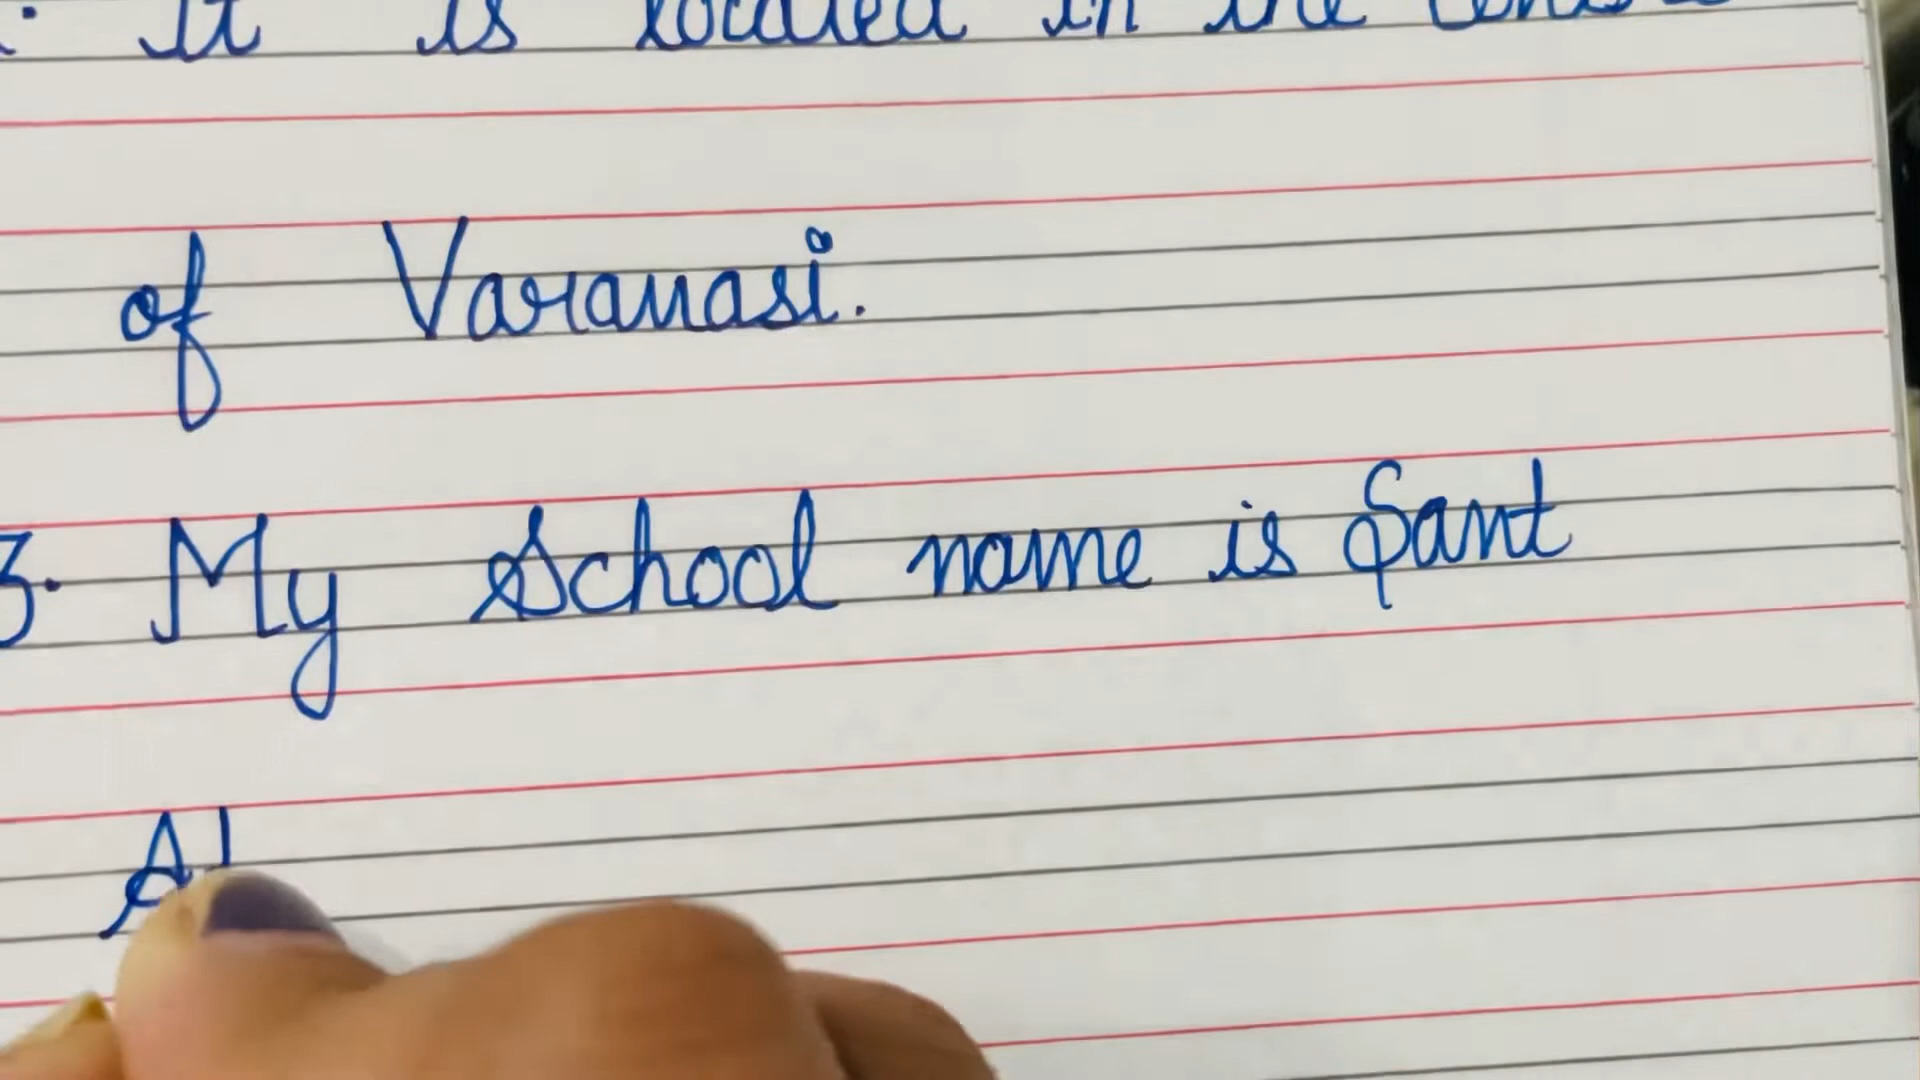 . It is located in the
of Varanasi.
3. My School name is Sant